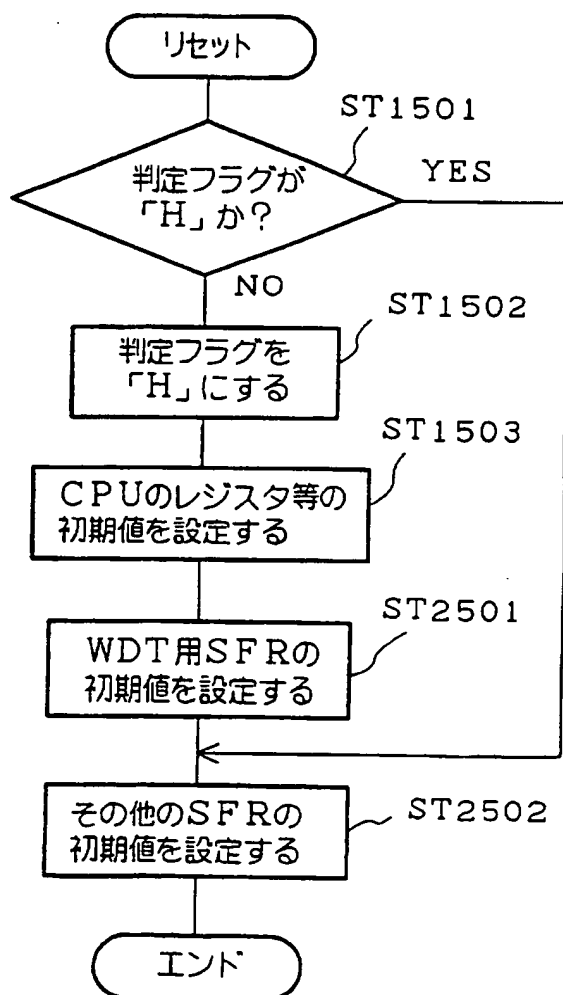 リセット
ST1501
判定フラグが
「H」か?
YES
NO
ST1502
判定フラグを
「H」にする
ST1503
CPUのレジスタ等の
初期値を設定する
ST2501
WDT用SFRの
初期値を設定する
その他のSFRの
初期値を設定する
ST2502
エンド